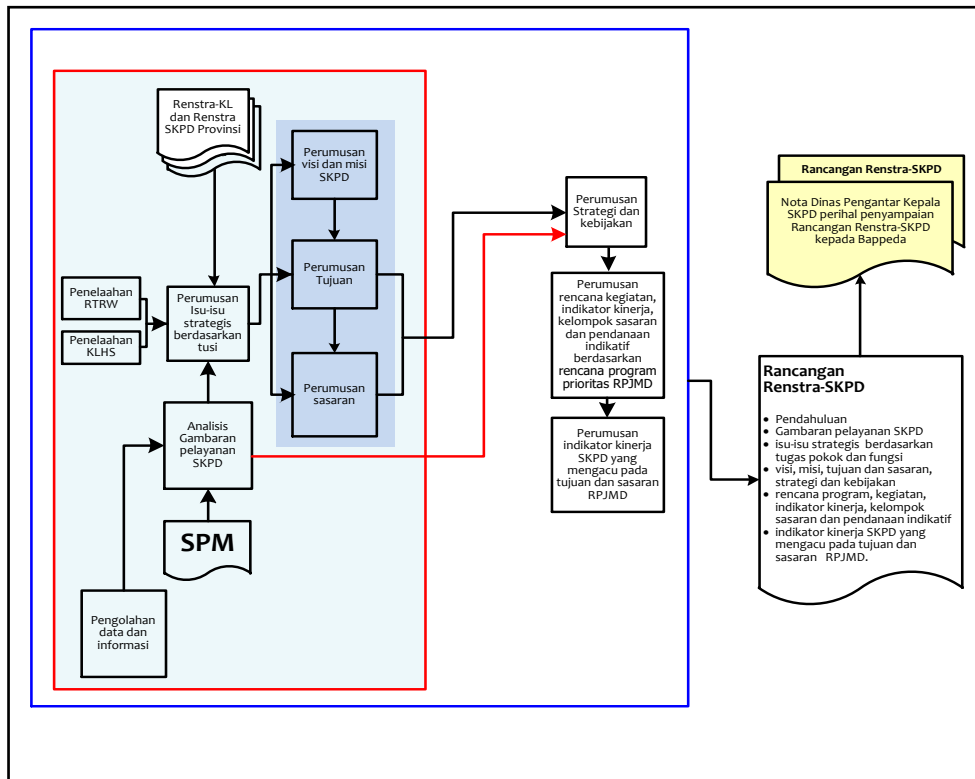 Renstra-KL
dan Renstra
SKPD Provinsi
Perumusan
visi dan misi
SKPD
Perumusan
Tujuan
Perumusan
sasaran
Penelaahan
RTRW
Penelaahan
KLHS
Perumusan
Isu-isu
strategis
berdasarkan
tusi
Analisis
Gambaran
pelayanan
SKPD
SPM
Pengolahan
data dan
informasi
Perumusan
Strategi dan
kebijakan
Perumusan
rencana kegiatan,
indikator kinerja,
kelompok sasaran
dan pendanaan
indikatif
berdasarkan
rencana program
prioritas RPJMD
Perumusan
indikator kinerja
SKPD yang
mengacu pada
tujuan dan sasaran
RPJMD
Rancangan Renstra-SKPD
Nota Dinas Pengantar Kepala
SKPD perihal penyampaian
Rancangan Renstra-SKPD
kepada Bappeda
Rancangan
Renstra-SKPD
• Pendahuluan
• Gambaran pelayanan SKPD
• isu-isu strategis berdasarkan
tugas pokok dan fungsi
• visi, misi, tujuan dan sasaran,
strategi dan kebijakan
• rencana program, kegiatan,
indikator kinerja, kelompok
sasaran dan pendanaan indikatif
• indikator kinerja SKPD yang
mengacu pada tujuan dan
sasaran RPJMD.